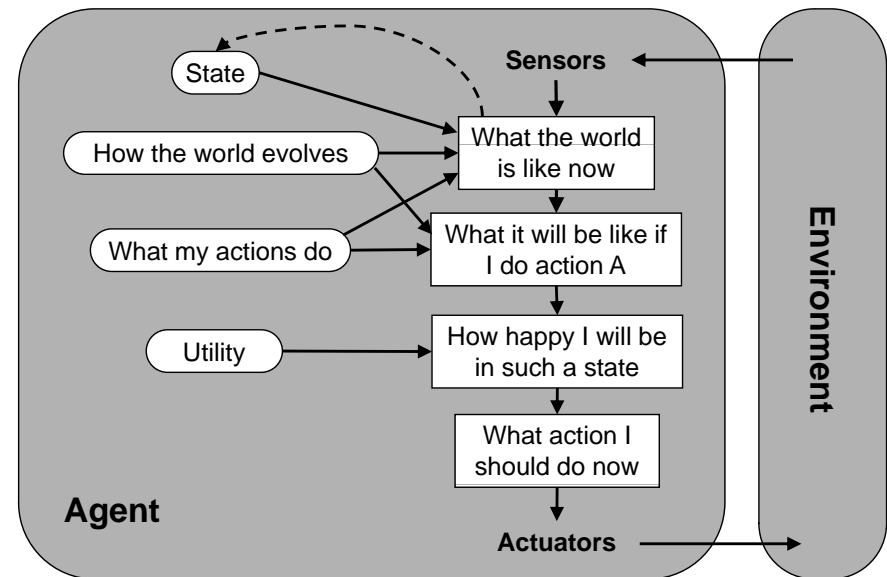 Sensors
State
What the world
is like now
How the world evolves
What my actions do
What it will be like if
I do action A
Utility
How happy I will be
in such a state
What action I
should do now
Agent
Actuators
Environment